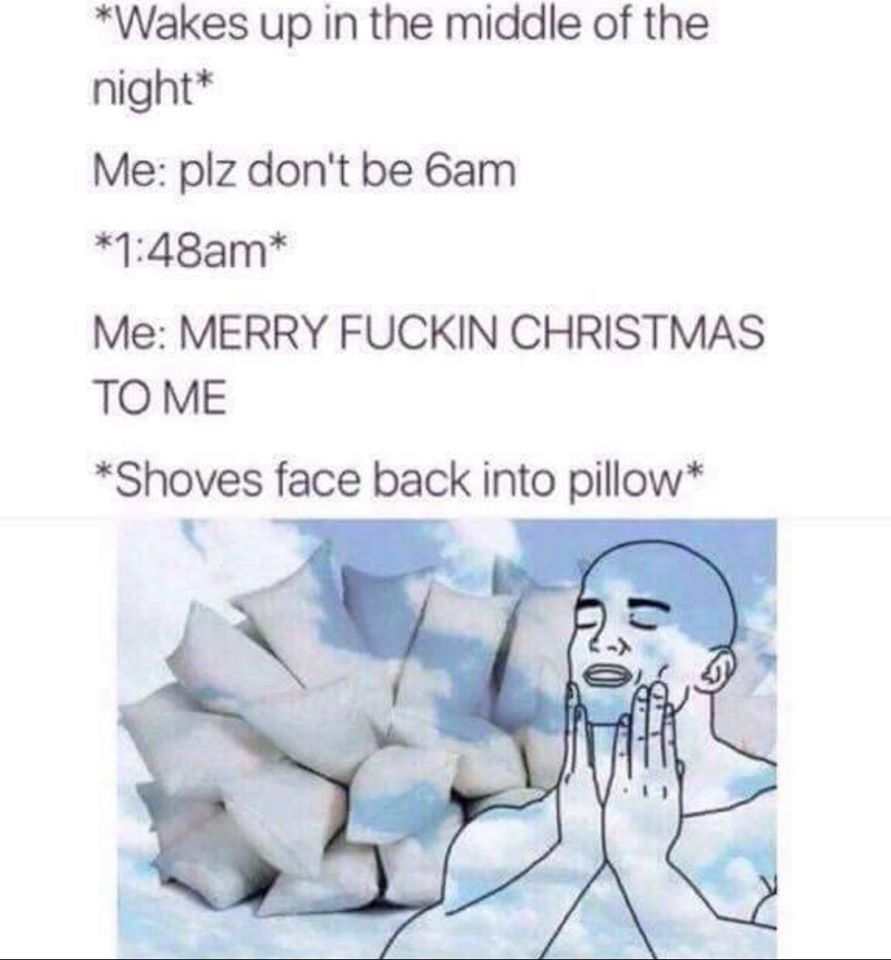 *Wakes up in the middle of the
night*
Me: plz don't be 6am
*1:48am*
Me: MERRY FUCKIN CHRISTMAS
TO ME
*Shoves face back into pillow*